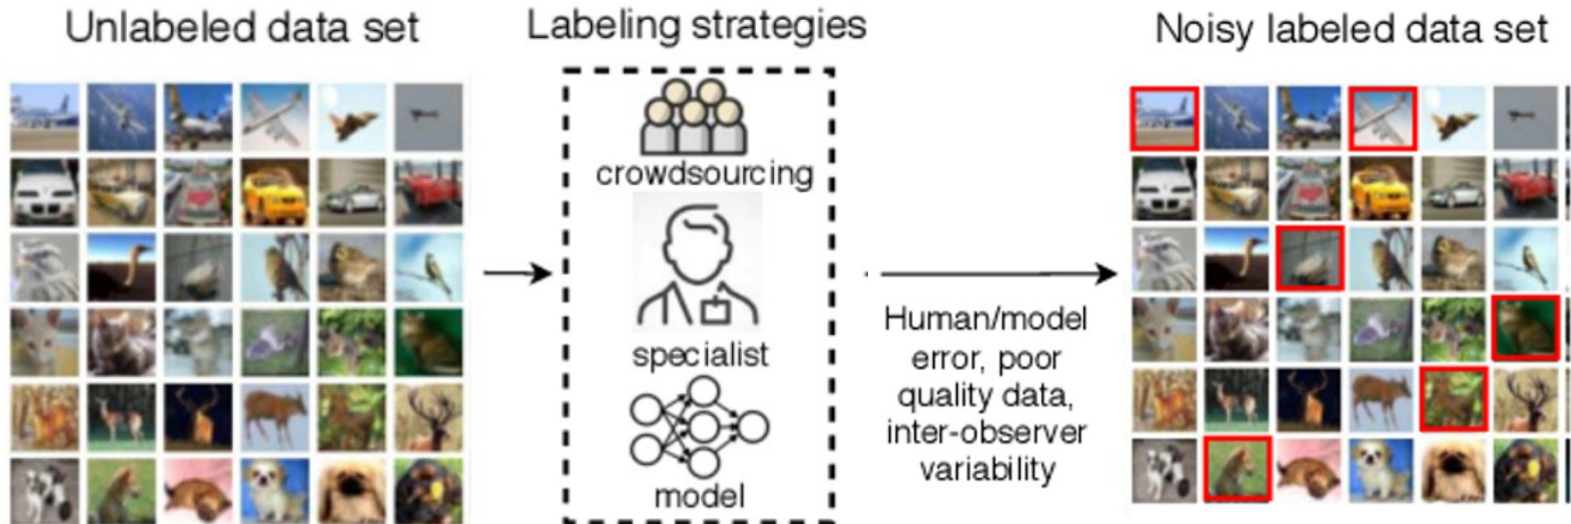 Unlabeled data set
Labeling strategies
Noisy labeled data set
crowdsourcing
specialist
model
Human/model
error, poor
quality data,
inter-observer
variability